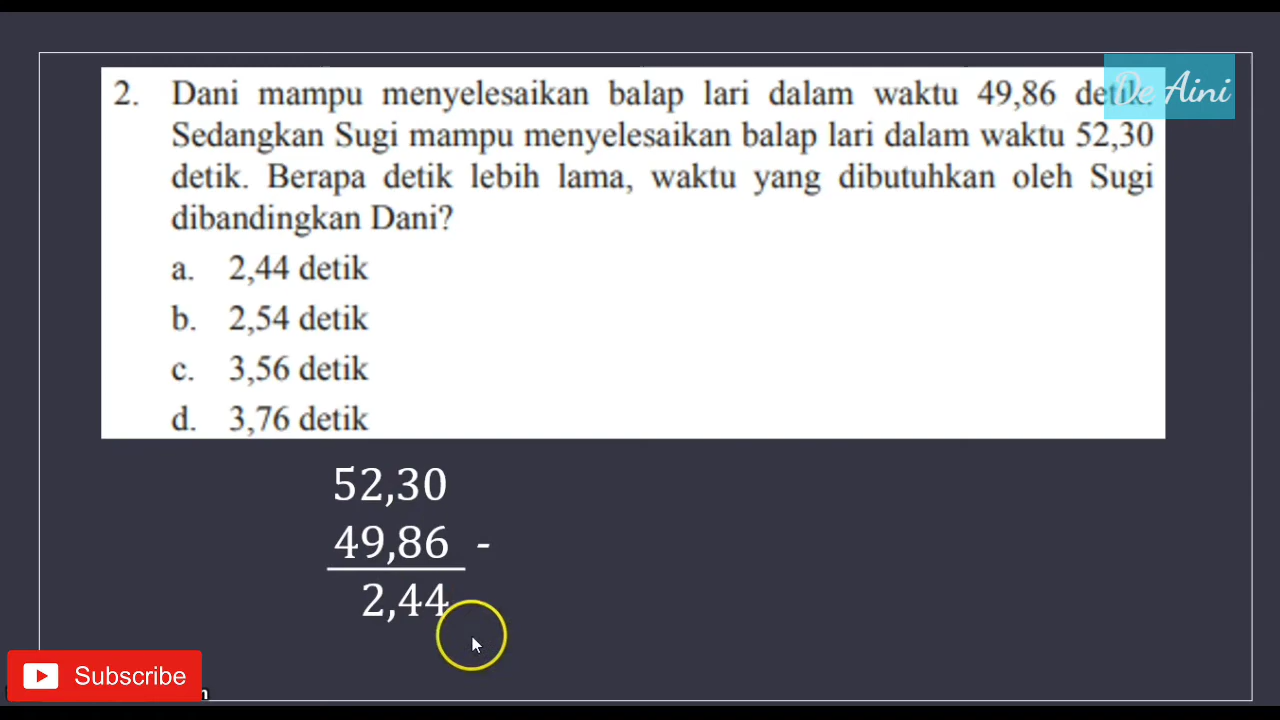 2. Dani mampu menyelesaikan balap lari dalam waktu 49,86 detik.
De Aini
Sedangkan Sugi mampu menyelesaikan balap lari dalam waktu 52,30
detik. Berapa detik lebih lama, waktu yang dibutuhkan oleh Sugi
dibandingkan Dani?
a. 2,44 detik
b. 2,54 detik
c. 3,56 detik
d. 3,76 detik
52,30
49,86 -
2,44
Subscribe